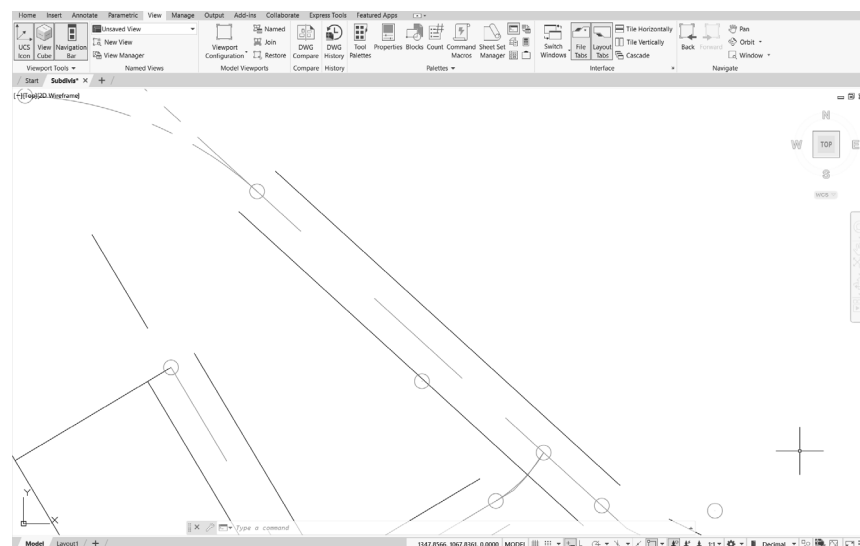 Home Insert Annotate Parametric View Manage Output Add-ins Collaborate Express Tools Featured Apps
Unsaved View
New View
View Manager
UCS Icon
View Cube
Navigation Bar
Viewport Configuration
Named
Join
Restore
DWG Compare
DWG History
Tool Palettes
Properties
Blocks
Count
Command Macros
Sheet Set Manager
Switch Windows
File Tabs
Layout Tabs
Tile Horizontally
Tile Vertically
Cascade
Back
Forward
Pan
Orbit
Window
Viewport Tools Named Views Model Viewports Compare History Palettes Interface Navigate
Start Subdivix*
[-][Top][2D Wireframe]
N
W TOP E
S
WCS
Y
X
Type a command
Model Layout1
1347.8566, 1067.8361, 0.0000 MODEL 1:1 Decimal